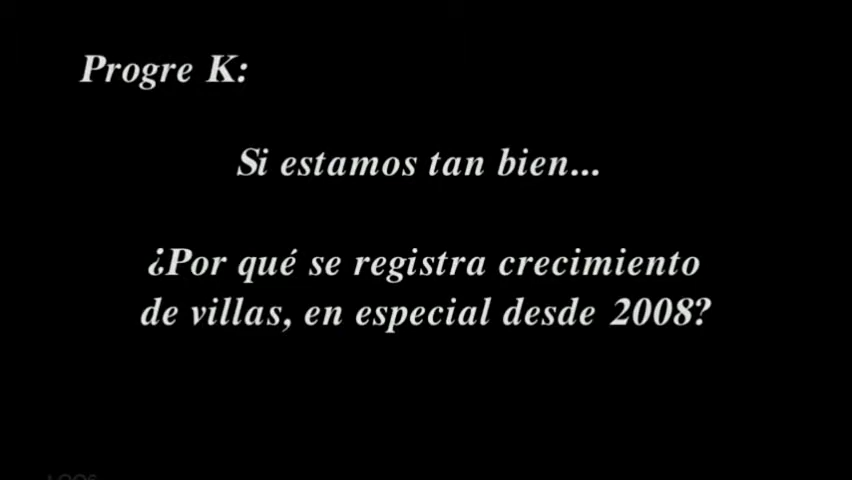 Progre K:
Si estamos tan bien...
¿Por qué se registra crecimiento
de villas, en especial desde 2008?